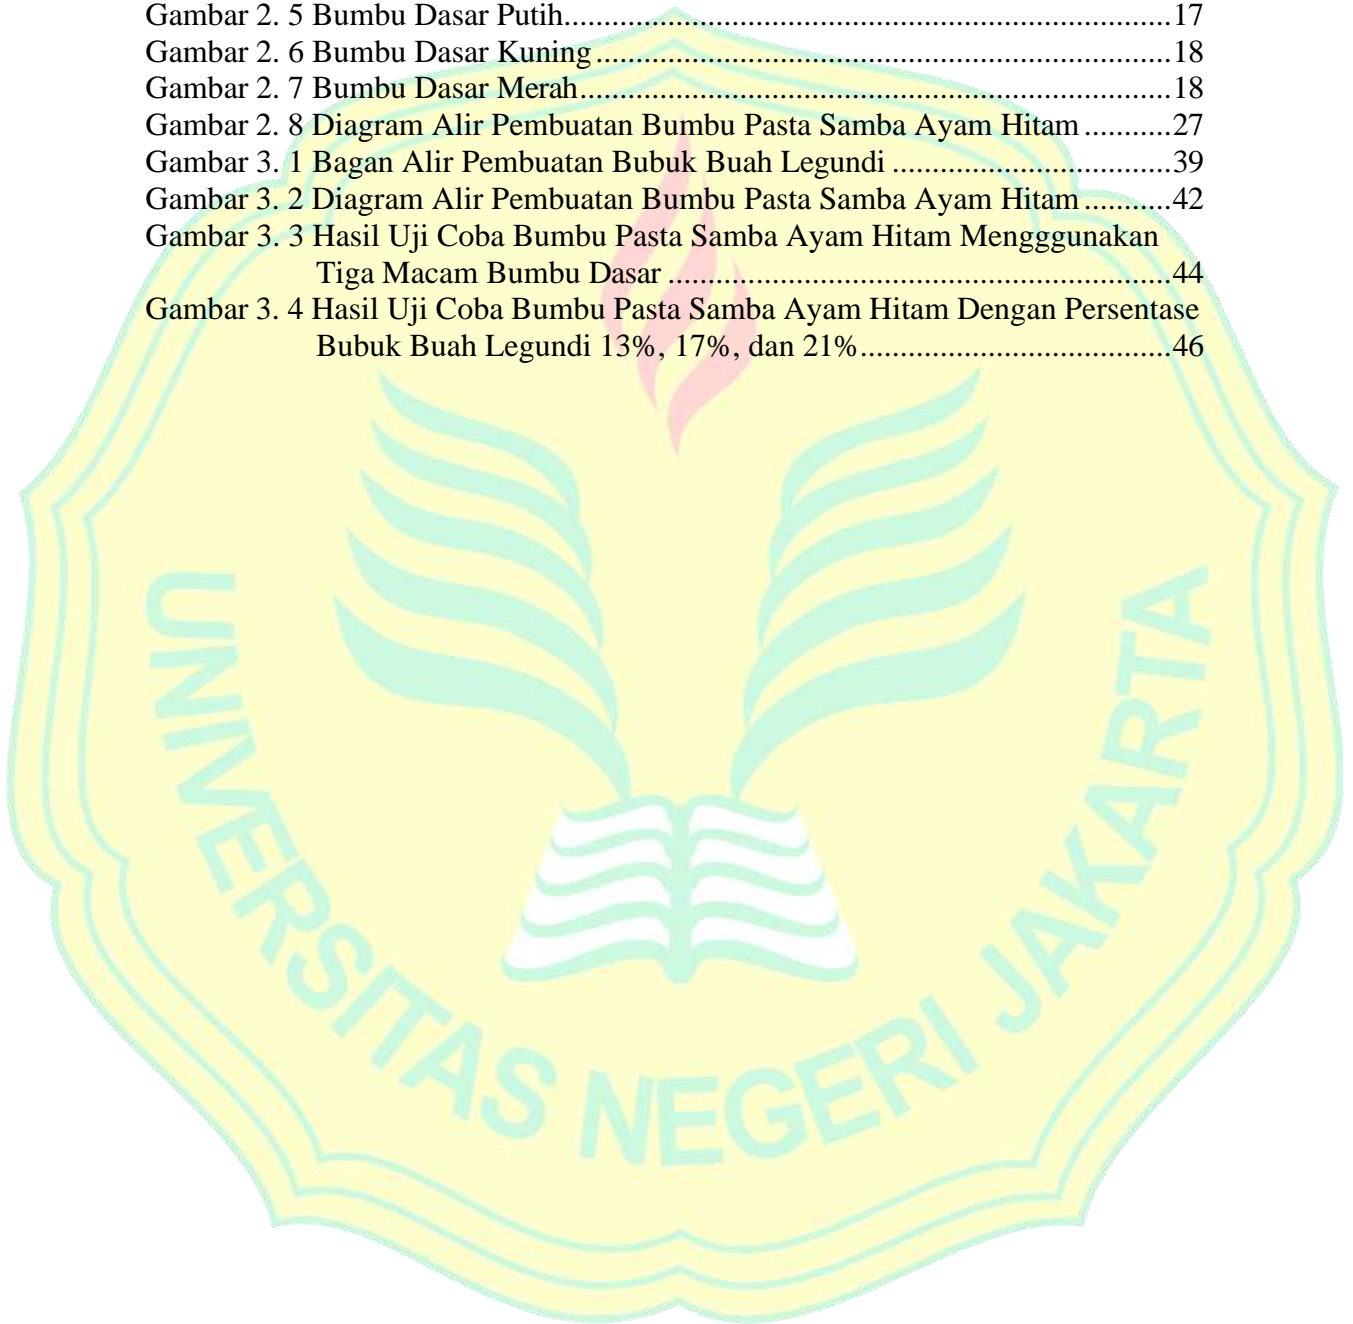 Gambar 2. 5 Bumbu Dasar Putih............................................................................17
Gambar 2. 6 Bumbu Dasar Kuning........................................................................18
Gambar 2. 7 Bumbu Dasar Merah..........................................................................18
Gambar 2. 8 Diagram Alir Pembuatan Bumbu Pasta Samba Ayam Hitam ...........27
Gambar 3. 1 Bagan Alir Pembuatan Bubuk Buah Legundi ...................................39
Gambar 3. 2 Diagram Alir Pembuatan Bumbu Pasta Samba Ayam Hitam...........42
Gambar 3. 3 Hasil Uji Coba Bumbu Pasta Samba Ayam Hitam Mengggunakan
Tiga Macam Bumbu Dasar ...............................................................44
Gambar 3. 4 Hasil Uji Coba Bumbu Pasta Samba Ayam Hitam Dengan Persentase
Bubuk Buah Legundi 13%, 17%, dan 21%.......................................46
UNIVERSITAS NEGERI JAKARTA